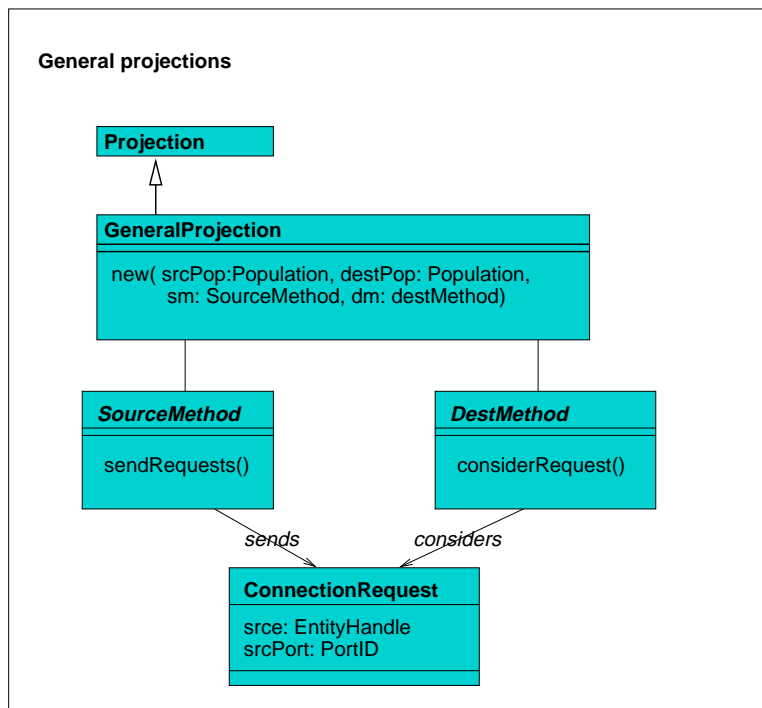 General projections
Projection
GeneralProjection
new( srcPop:Population, destPop: Population,
sm: SourceMethod, dm: destMethod)
SourceMethod
sendRequests()
DestMethod
considerRequest()
sends
considers
ConnectionRequest
srce: EntityHandle
srcPort: PortID